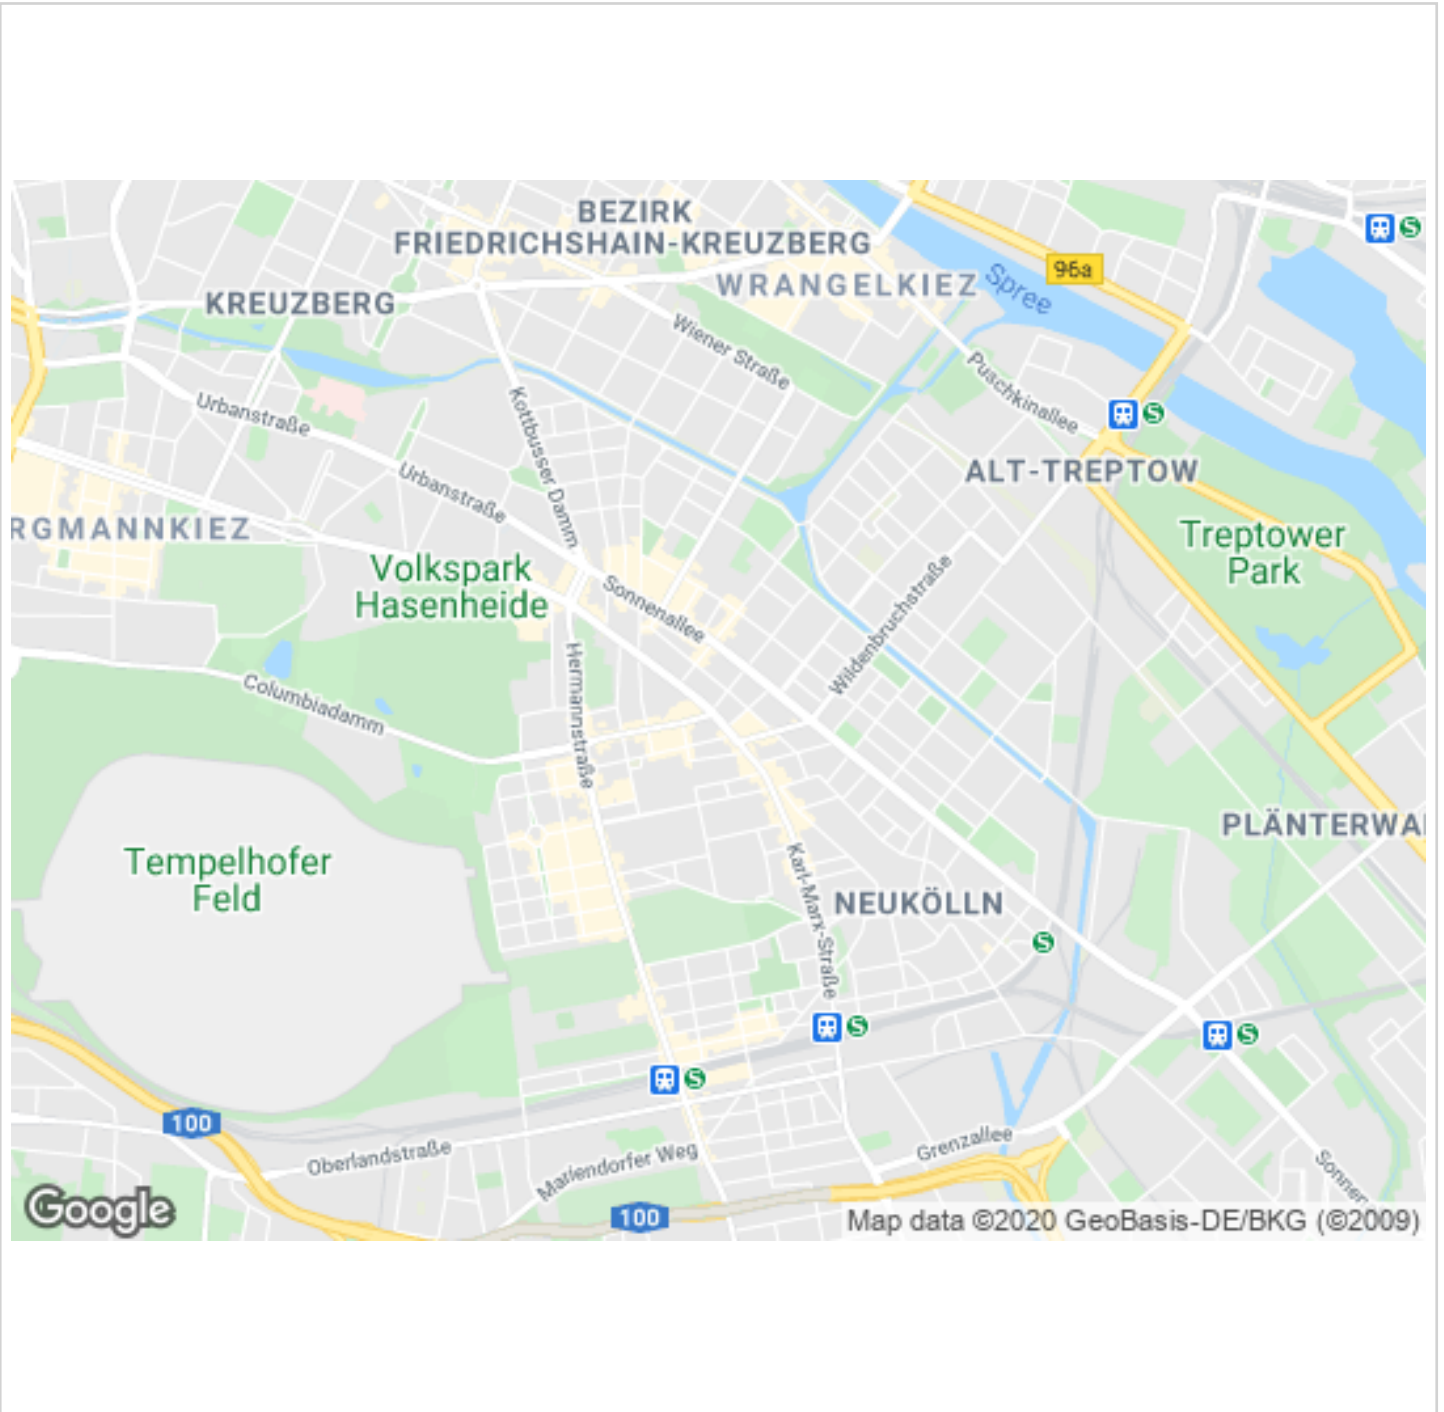 BEZIRK
FRIEDRICHSHAIN-KREUZBERG
S
96a
WRANGELKIEZ
Spree
KREUZBERG
Wiener Straße
Puschkinallee
Urbanstraße
Kottbusser Damm
S
ALT-TREPTOW
Urbanstraße
RGMANNKIEZ
Treptower
Park
Volkspark
Hasenheide
Sonnenallee
Wildenbruchstraße
Hermannstraße
Columbiadamm
PLÄNTERWA
Tempelhofer
Feld
Karl-Marx-Straße
NEUKÖLLN
S
S
S
S
100
Oberlandstraße
Mariendorfer Weg
Grenzallee
Sonnen
Google
100
Map data ©2020 GeoBasis-DE/BKG (©2009)